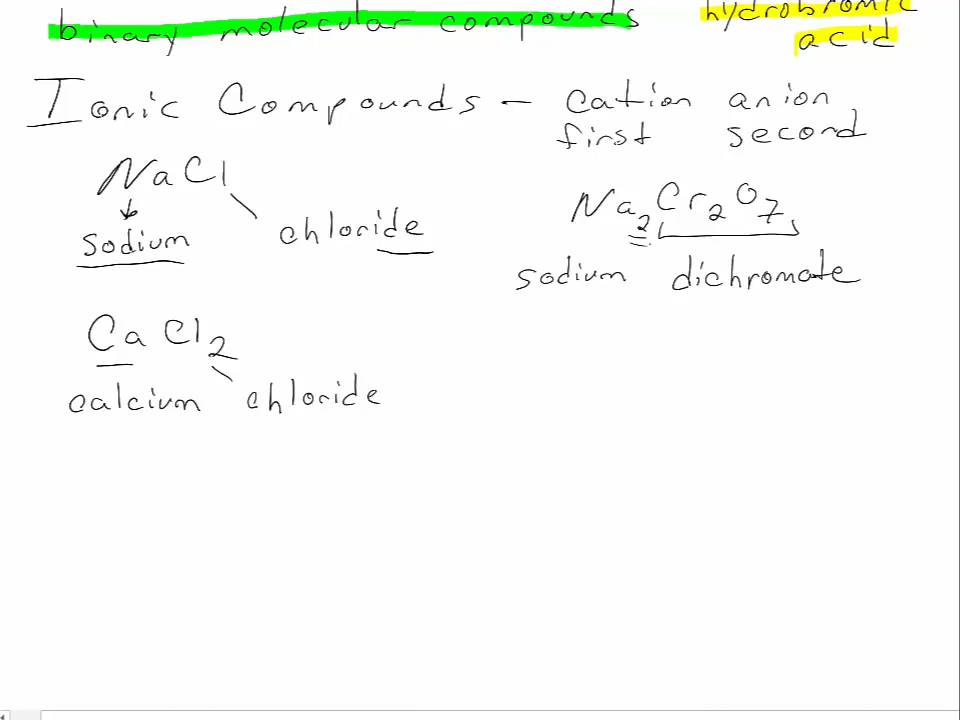 binary molecular compounds
hydrobromic
acid
Ionic Compounds - cation anion
first second
NaCl
sodium
chloride
Na2Cr2O7
sodium dichromate
CaCl2
calcium chloride